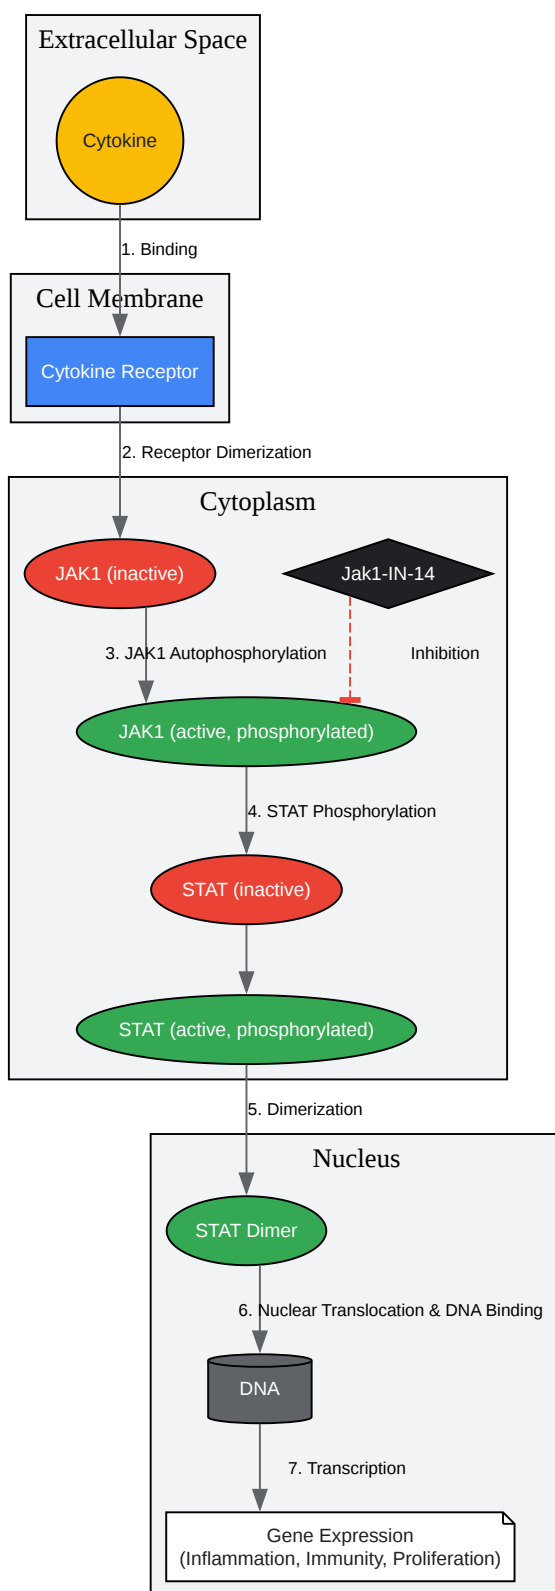 Extracellular Space
Cytokine
1. Binding
Cell Membrane
Cytokine Receptor
2. Receptor Dimerization
Cytoplasm
JAK1 (inactive)
Jak1-IN-14
3. JAK1 Autophosphorylation
Inhibition
JAK1 (active, phosphorylated)
4. STAT Phosphorylation
STAT (inactive)
STAT (active, phosphorylated)
5. Dimerization
Nucleus
STAT Dimer
6. Nuclear Translocation & DNA Binding
DNA
7. Transcription
Gene Expression
(Inflammation, Immunity, Proliferation)